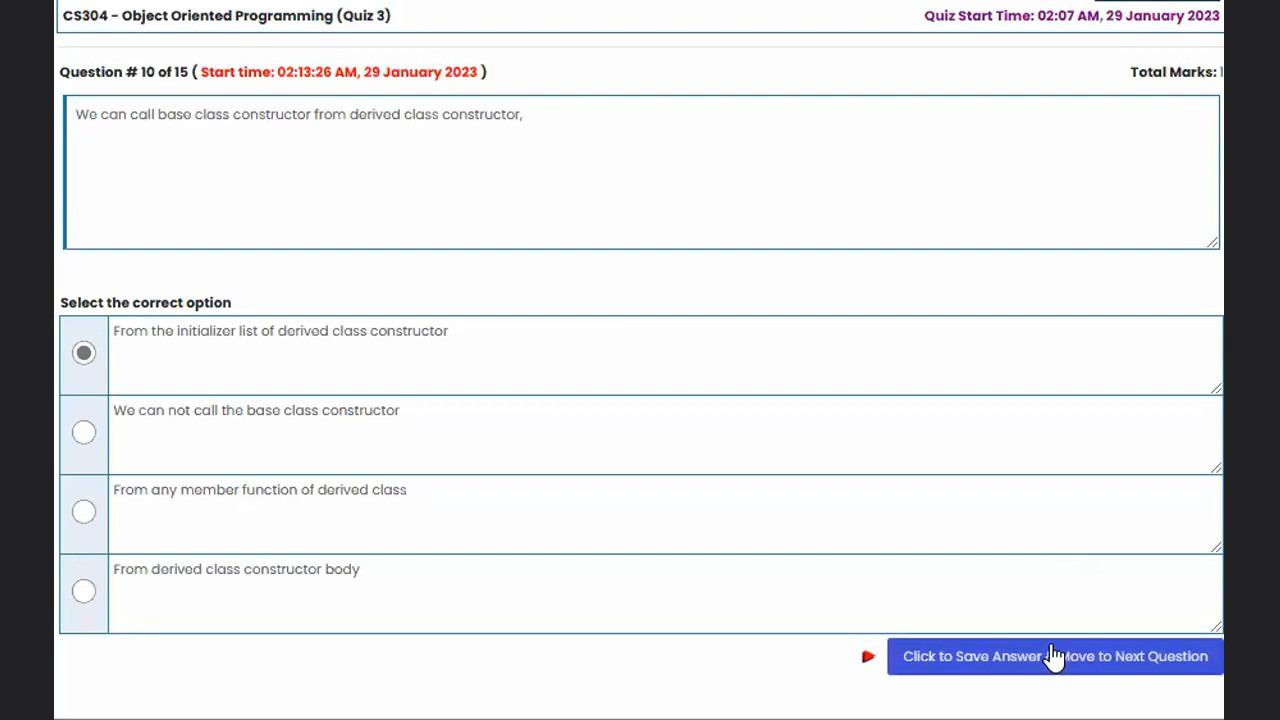 CS304 - Object Oriented Programming (Quiz 3)
Quiz Start Time: 02:07 AM, 29 January 2023
Question # 10 of 15 ( Start time: 02:13:26 AM, 29 January 2023 )
Total Marks: 1
We can call base class constructor from derived class constructor,
Select the correct option
From the initializer list of derived class constructor
We can not call the base class constructor
From any member function of derived class
From derived class constructor body
Click to Save Answer Move to Next Question